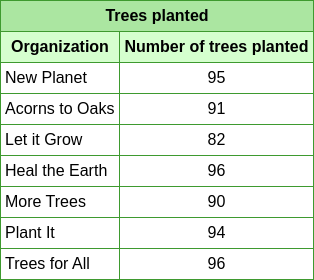 Trees planted
Organization Number of trees planted
New Planet 95
Acorns to Oaks 91
Let it Grow 82
Heal the Earth 96
More Trees 90
Plant It 94
Trees for All 96